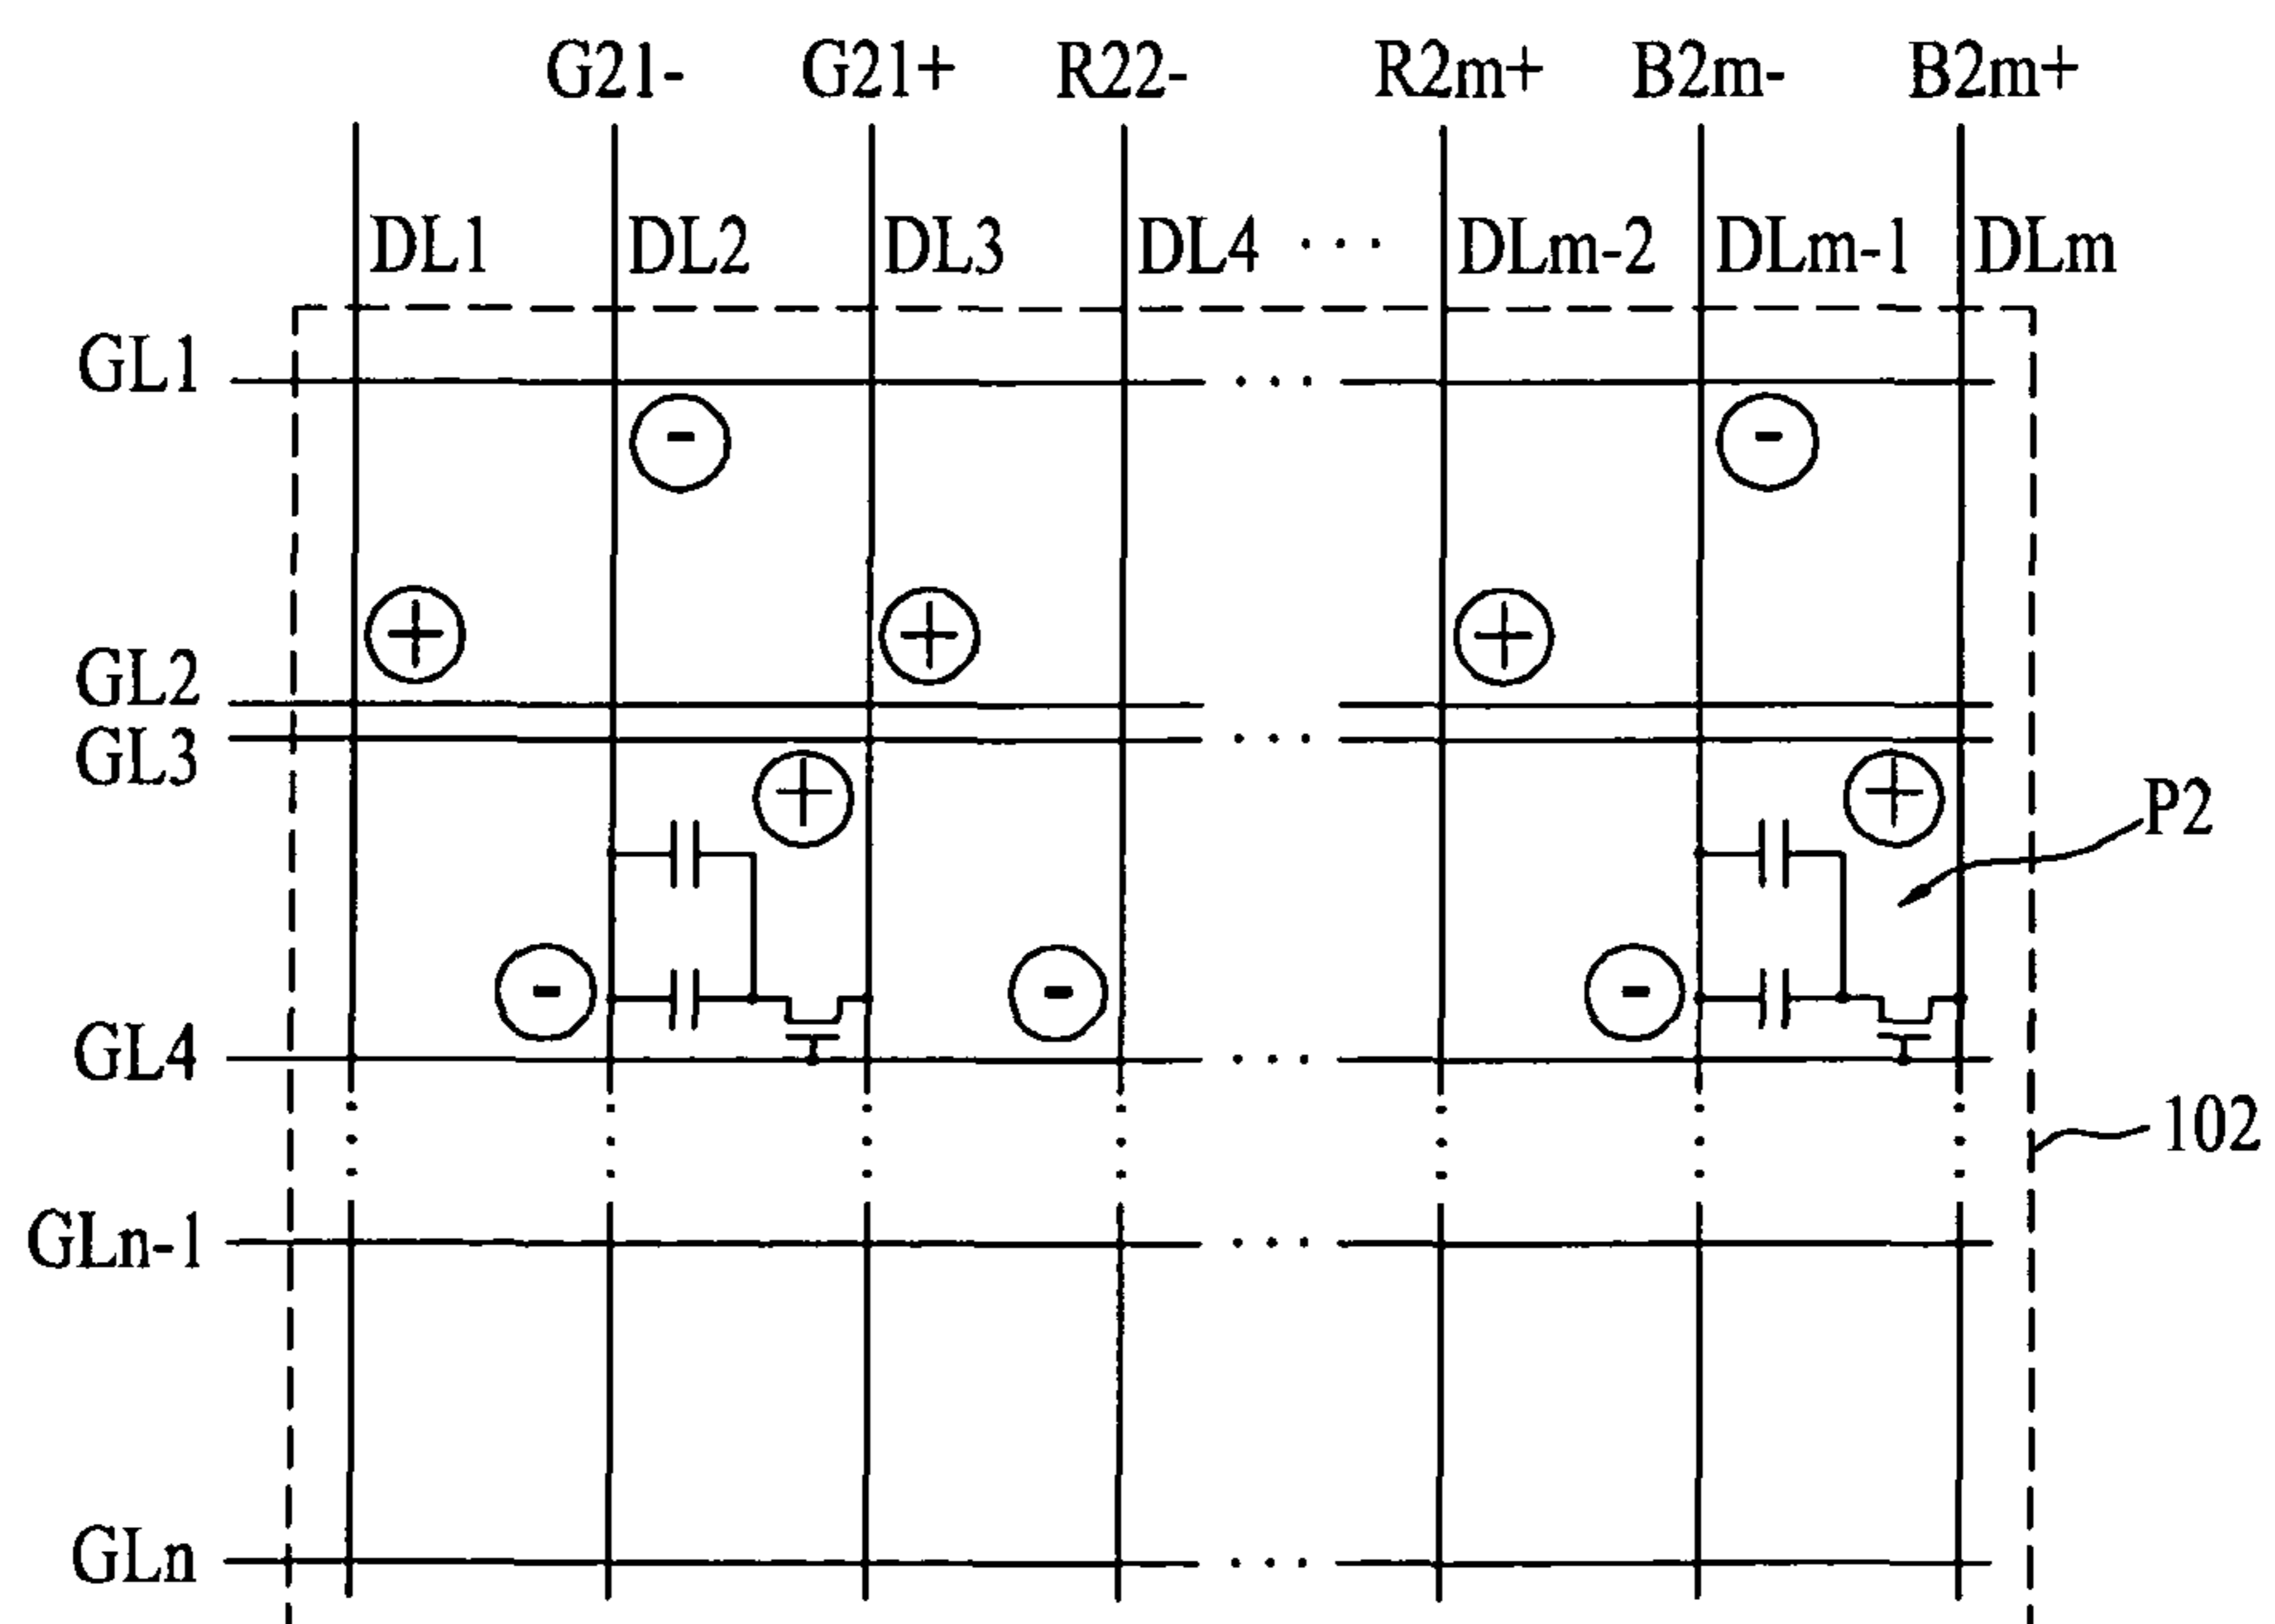 G21- G21+ R22- R2m+ B2m- B2m+
DL1 DL2 DL3 DL4 ··· DLm-2 DLm-1 DLm
GL1
-
-
+
+
+
GL2
GL3
+
+
P2
-
-
-
GL4
102
GLn-1
GLn